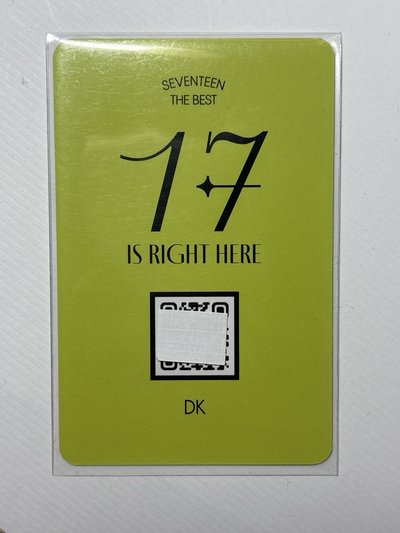 SEVENTEEN
THE BEST
17
IS RIGHT HERE
DK